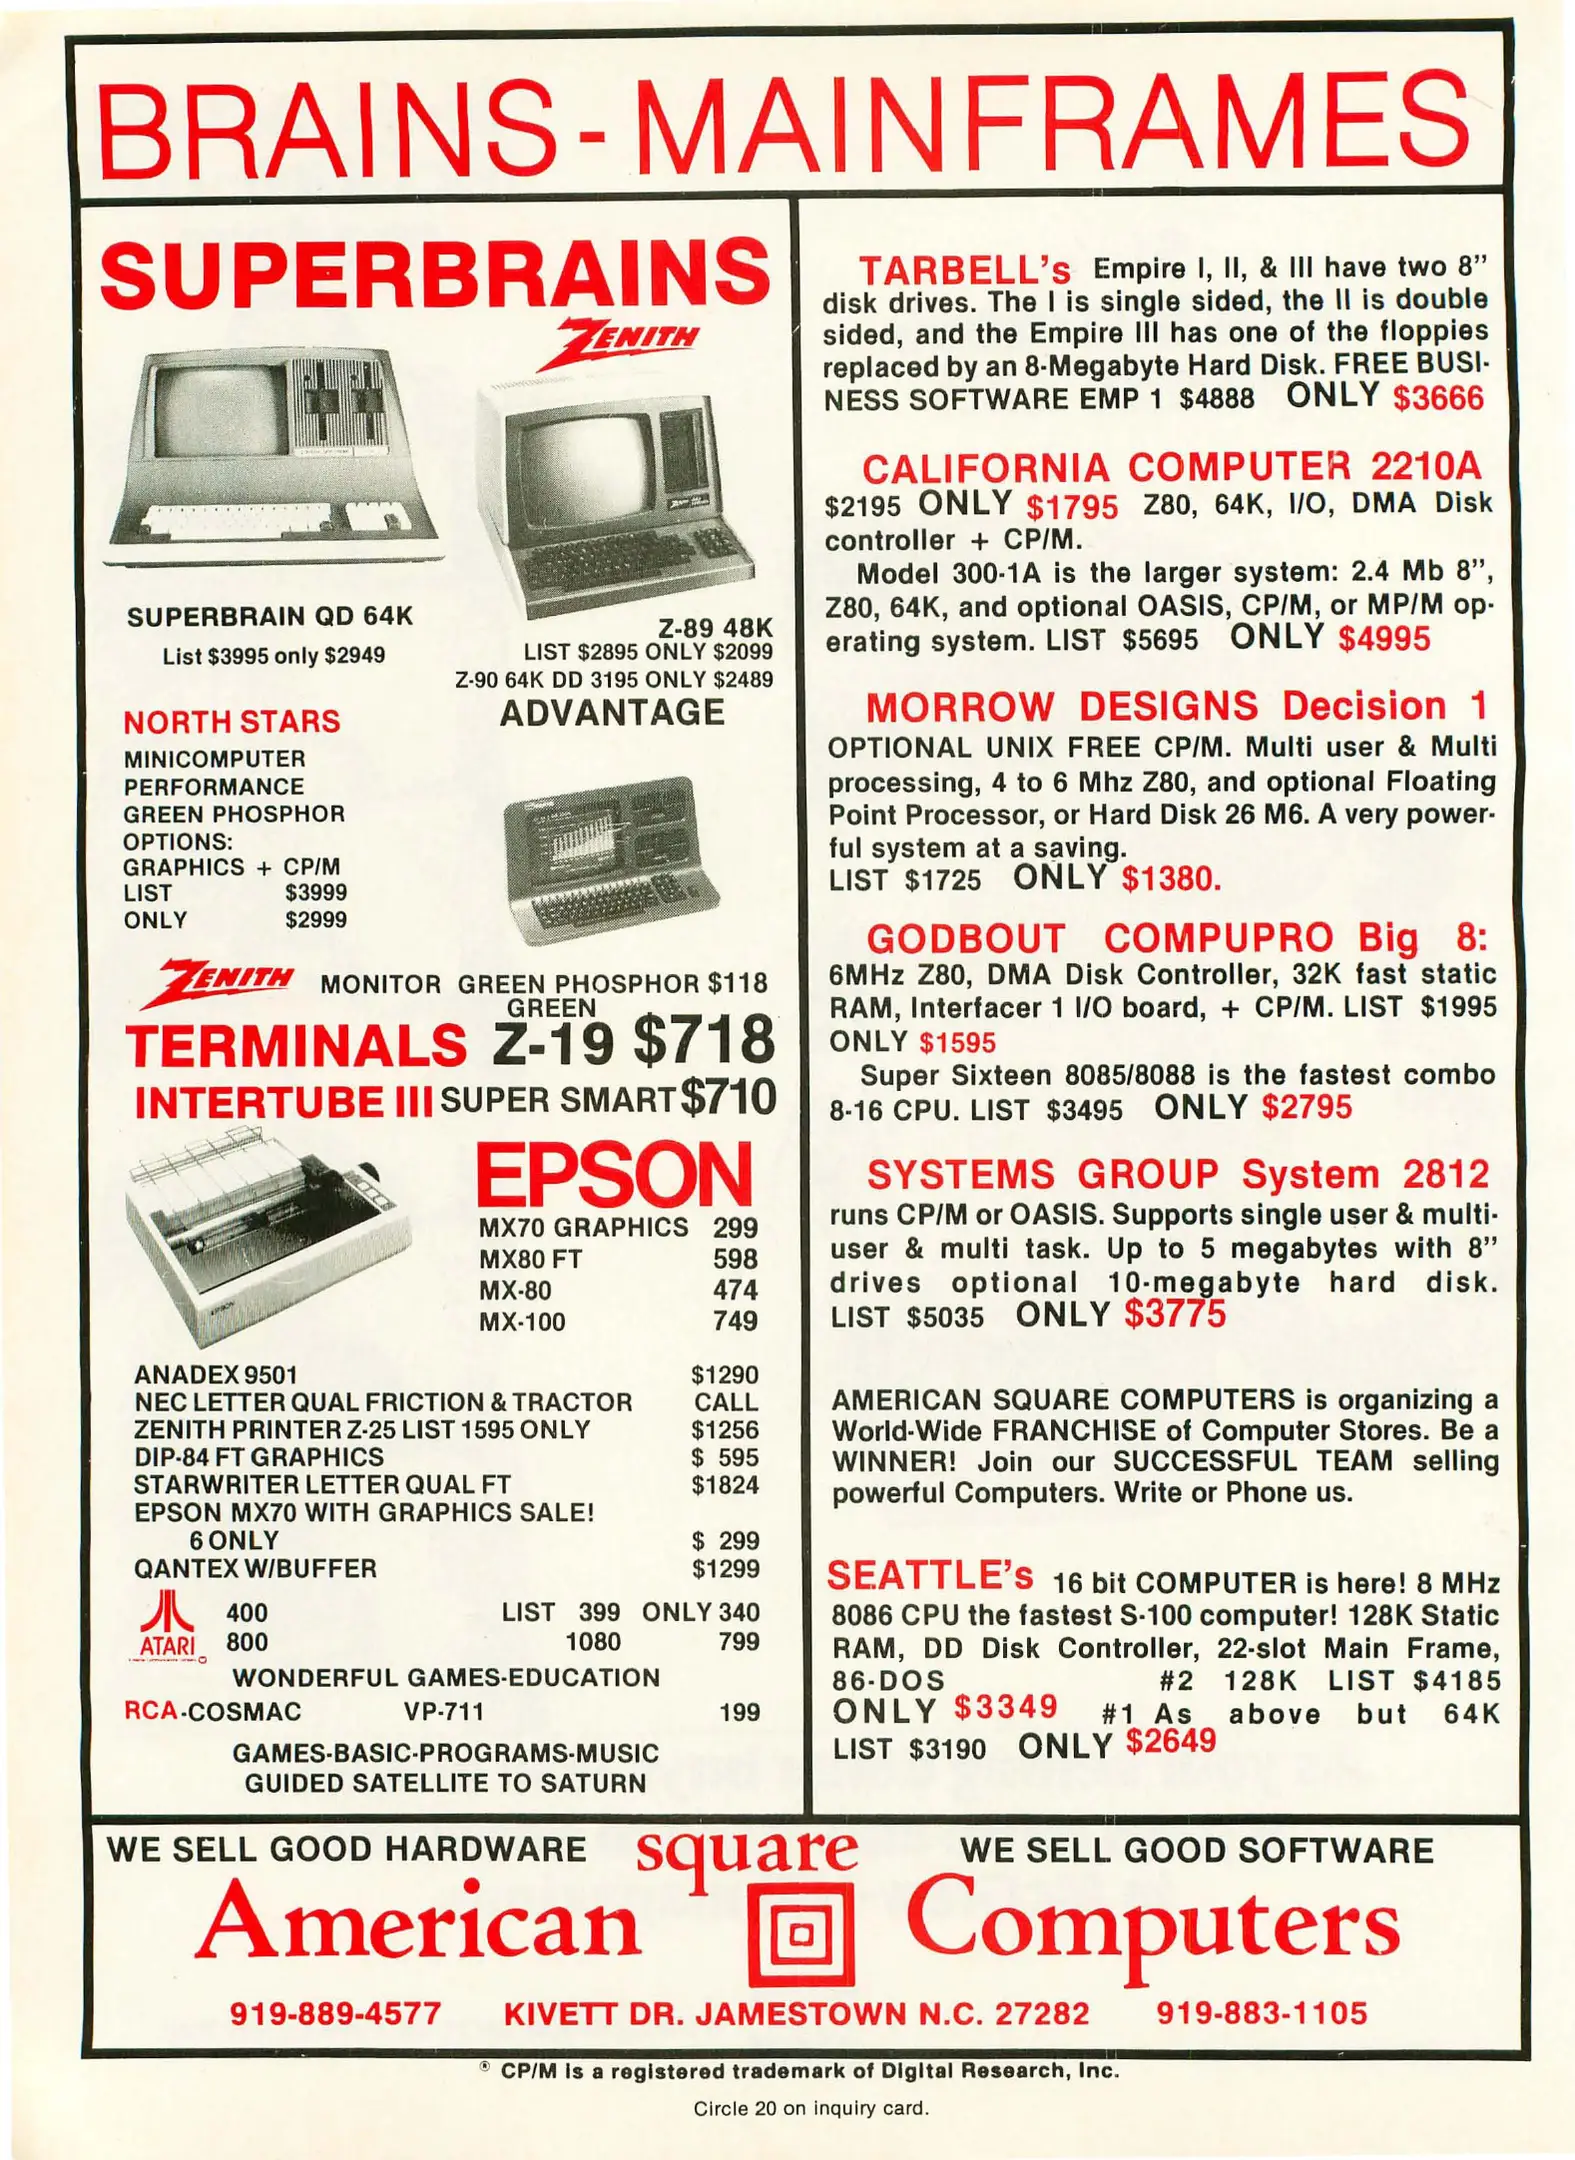 BRAINS - MAINFRAMES
SUPERBRAINS
ZENITH
SUPERBRAIN QD 64K
List $3995 only $2949
Z-89 48K
LIST $2895 ONLY $2099
Z-90 64K DD 3195 ONLY $2489
NORTH STARS
ADVANTAGE
MINICOMPUTER
PERFORMANCE
GREEN PHOSPHOR
OPTIONS:
GRAPHICS + CP/M
LIST $3999
ONLY $2999
ZENITH MONITOR GREEN PHOSPHOR $118
GREEN
TERMINALS Z-19 $718
INTERTUBE III SUPER SMART $710
EPSON
MX70 GRAPHICS 299
MX80 FT 598
MX-80 474
MX-100 749
EPSON
ANADEX 9501 $1290
NEC LETTER QUAL FRICTION & TRACTOR CALL
ZENITH PRINTER Z-25 LIST 1595 ONLY $1256
DIP-84 FT GRAPHICS $ 595
STARWRITER LETTER QUAL FT $1824
EPSON MX70 WITH GRAPHICS SALE!
6 ONLY $ 299
QANTEX W/BUFFER $1299
ATARI
400 LIST 399 ONLY 340
800 1080 799
WONDERFUL GAMES-EDUCATION
RCA-COSMAC VP-711 199
GAMES-BASIC-PROGRAMS-MUSIC
GUIDED SATELLITE TO SATURN
TARBELL's Empire I, II, & III have two 8”
disk drives. The I is single sided, the II is double
sided, and the Empire III has one of the floppies
replaced by an 8-Megabyte Hard Disk. FREE BUSI-
NESS SOFTWARE EMP 1 $4888 ONLY $3666
CALIFORNIA COMPUTER 2210A
$2195 ONLY $1795 Z80, 64K, I/O, DMA Disk
controller + CP/M.
Model 300-1A is the larger system: 2.4 Mb 8”,
Z80, 64K, and optional OASIS, CP/M, or MP/M op-
erating system. LIST $5695 ONLY $4995
MORROW DESIGNS Decision 1
OPTIONAL UNIX FREE CP/M. Multi user & Multi
processing, 4 to 6 Mhz Z80, and optional Floating
Point Processor, or Hard Disk 26 M6. A very power-
ful system at a saving.
LIST $1725 ONLY $1380.
GODBOUT COMPUPRO Big 8:
6MHz Z80, DMA Disk Controller, 32K fast static
RAM, Interfacer 1 I/O board, + CP/M. LIST $1995
ONLY $1595
Super Sixteen 8085/8088 is the fastest combo
8-16 CPU. LIST $3495 ONLY $2795
SYSTEMS GROUP System 2812
runs CP/M or OASIS. Supports single user & multi-
user & multi task. Up to 5 megabytes with 8”
drives optional 10-megabyte hard disk.
LIST $5035 ONLY $3775
AMERICAN SQUARE COMPUTERS is organizing a
World-Wide FRANCHISE of Computer Stores. Be a
WINNER! Join our SUCCESSFUL TEAM selling
powerful Computers. Write or Phone us.
SEATTLE's 16 bit COMPUTER is here! 8 MHz
8086 CPU the fastest S-100 computer! 128K Static
RAM, DD Disk Controller, 22-slot Main Frame,
86-DOS #2 128K LIST $4185
ONLY $3349 #1 As above but 64K
LIST $3190 ONLY $2649
WE SELL GOOD HARDWARE square WE SELL GOOD SOFTWARE
American Computers
919-889-4577 KIVETT DR. JAMESTOWN N.C. 27282 919-883-1105
® CP/M is a registered trademark of Digital Research, Inc.
Circle 20 on inquiry card.